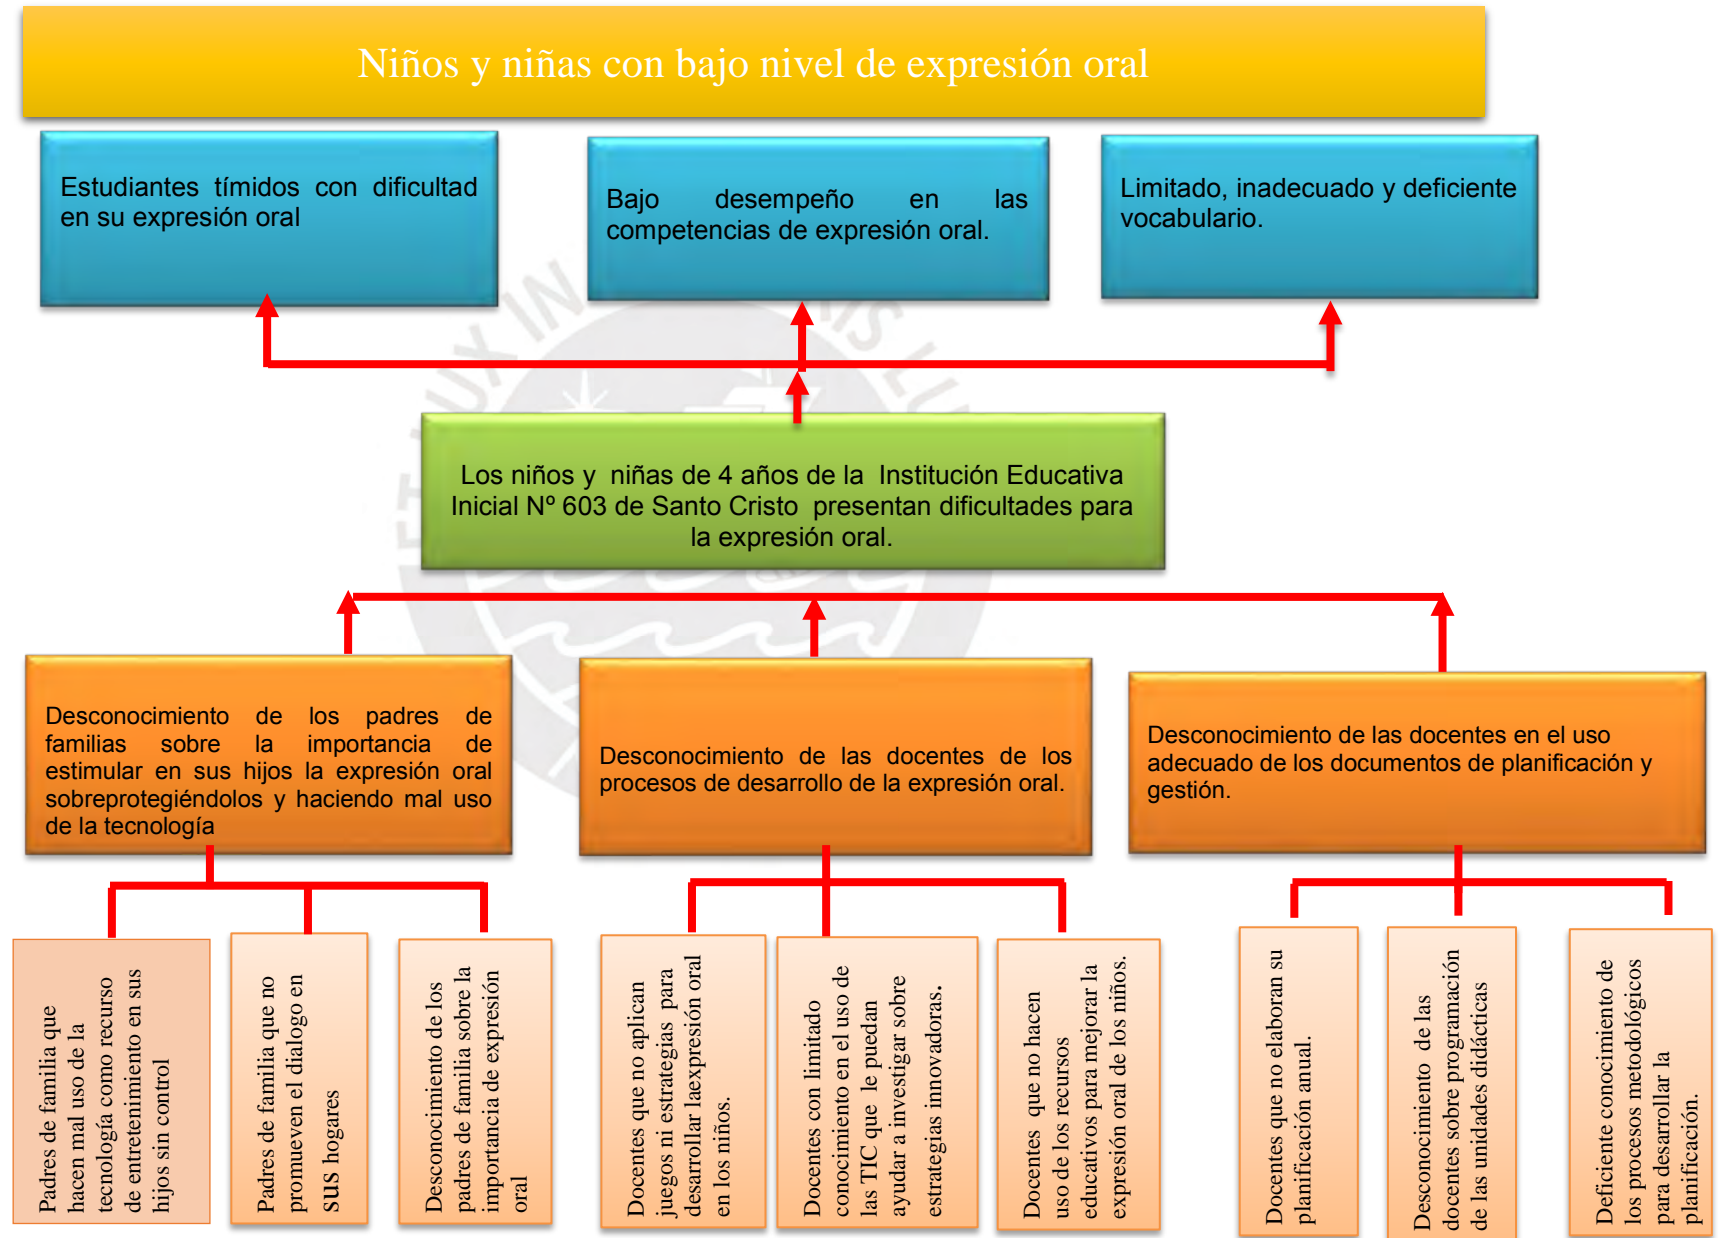 Niños y niñas con bajo nivel de expresión oral
Estudiantes tímidos con dificultad
en su expresión oral
Bajo desempeño en las
competencias de expresión oral.
Limitado, inadecuado y deficiente
vocabulario.
Los niños y niñas de 4 años de la Institución Educativa
Inicial Nº 603 de Santo Cristo presentan dificultades para
la expresión oral.
Desconocimiento de los padres de
familias sobre la importancia de
estimular en sus hijos la expresión oral
sobreprotegiéndolos y haciendo mal uso
de la tecnología
Desconocimiento de las docentes de los
procesos de desarrollo de la expresión oral.
Desconocimiento de las docentes en el uso
adecuado de los documentos de planificación y
gestión.
Padres de familia que
hacen mal uso de la
tecnología como recurso
de entretenimiento en sus
hijos sin control
Padres de familia que no
promueven el dialogo en
sus hogares
Desconocimiento de los
padres de familia sobre la
importancia de expresión
oral
Docentes que no aplican
juegos ni estrategias para
desarrollar laexpresión oral
en los niños.
Docentes con limitado
conocimiento en el uso de
las TIC que le puedan
ayudar a investigar sobre
estrategias innovadoras.
Docentes que no hacen
uso de los recursos
educativos para mejorar la
expresión oral de los niños.
Docentes que no elaboran su
planificación anual.
Desconocimiento de las
docentes sobre programación
de las unidades didácticas
Deficiente conocimiento de
los procesos metodológicos
para desarrollar la
planificación.